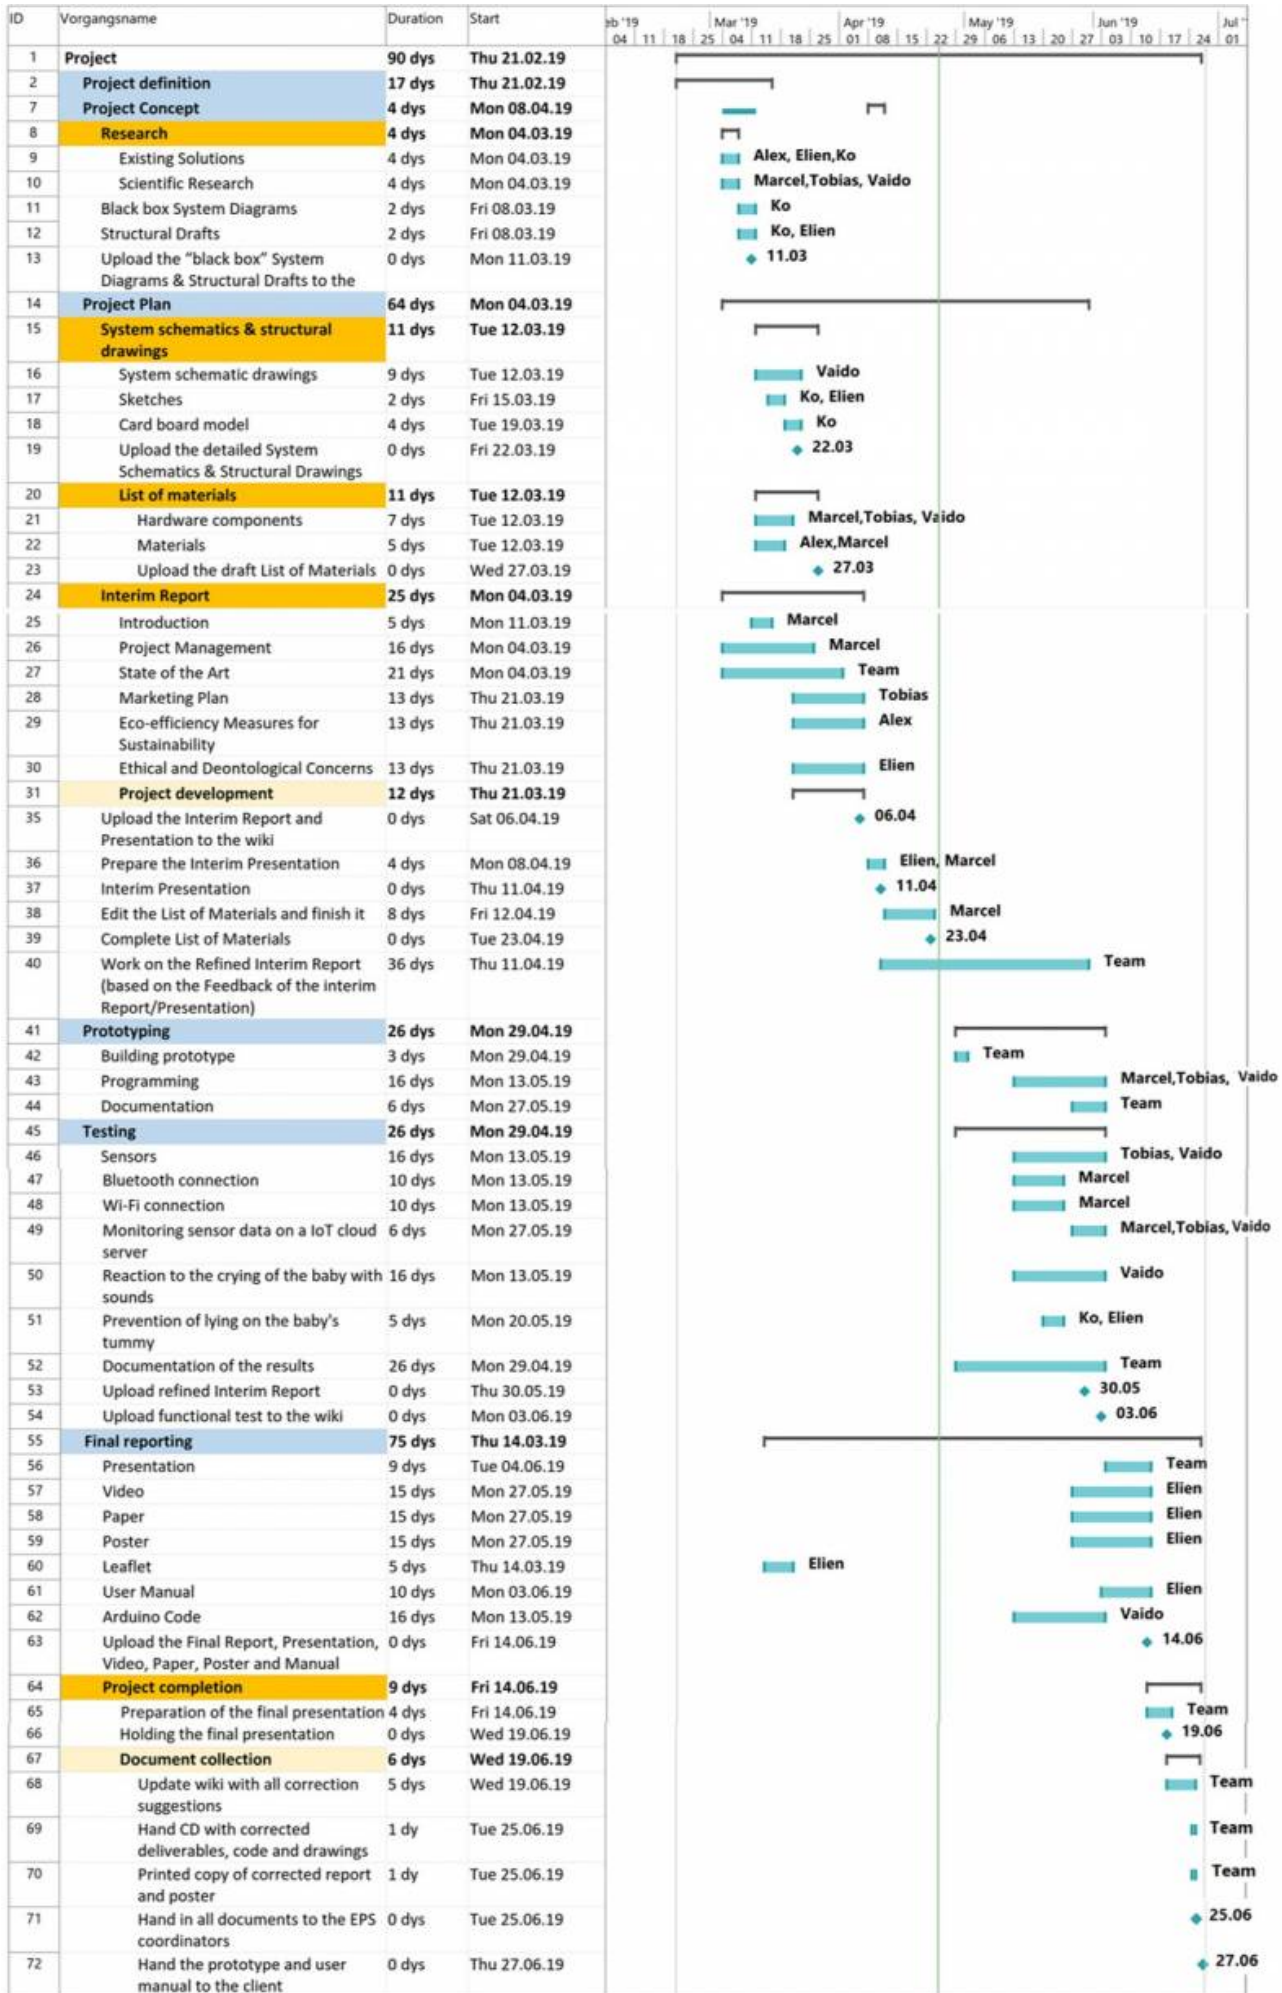 ID Vorgangsname Duration Start eb '19 Mar '19 Apr '19 May '19 Jun '19 Jul '
04 11 18 25 04 11 18 25 01 08 15 22 29 06 13 20 27 03 10 17 24 01
1 Project 90 dys Thu 21.02.19
2 Project definition 17 dys Thu 21.02.19
7 Project Concept 4 dys Mon 08.04.19
8 Research 4 dys Mon 04.03.19
9 Existing Solutions 4 dys Mon 04.03.19 Alex, Elien,Ko
10 Scientific Research 4 dys Mon 04.03.19 Marcel,Tobias, Vaido
11 Black box System Diagrams 2 dys Fri 08.03.19 Ko
12 Structural Drafts 2 dys Fri 08.03.19 Ko, Elien
13 Upload the "black box" System 0 dys Mon 11.03.19 11.03
Diagrams & Structural Drafts to the
14 Project Plan 64 dys Mon 04.03.19
15 System schematics & structural 11 dys Tue 12.03.19
drawings
16 System schematic drawings 9 dys Tue 12.03.19 Vaido
17 Sketches 2 dys Fri 15.03.19 Ko, Elien
18 Card board model 4 dys Tue 19.03.19 Ko
19 Upload the detailed System 0 dys Fri 22.03.19 22.03
Schematics & Structural Drawings
20 List of materials 11 dys Tue 12.03.19
21 Hardware components 7 dys Tue 12.03.19 Marcel,Tobias, Vaido
22 Materials 5 dys Tue 12.03.19 Alex,Marcel
23 Upload the draft List of Materials 0 dys Wed 27.03.19 27.03
24 Interim Report 25 dys Mon 04.03.19
25 Introduction 5 dys Mon 11.03.19 Marcel
26 Project Management 16 dys Mon 04.03.19 Marcel
27 State of the Art 21 dys Mon 04.03.19 Team
28 Marketing Plan 13 dys Thu 21.03.19 Tobias
29 Eco-efficiency Measures for 13 dys Thu 21.03.19 Alex
Sustainability
30 Ethical and Deontological Concerns 13 dys Thu 21.03.19 Elien
31 Project development 12 dys Thu 21.03.19
35 Upload the Interim Report and 0 dys Sat 06.04.19 06.04
Presentation to the wiki
36 Prepare the Interim Presentation 4 dys Mon 08.04.19 Elien, Marcel
37 Interim Presentation 0 dys Thu 11.04.19 11.04
38 Edit the List of Materials and finish it 8 dys Fri 12.04.19 Marcel
39 Complete List of Materials 0 dys Tue 23.04.19 23.04
40 Work on the Refined Interim Report 36 dys Thu 11.04.19 Team
(based on the Feedback of the interim
Report/Presentation)
41 Prototyping 26 dys Mon 29.04.19
42 Building prototype 3 dys Mon 29.04.19 Team
43 Programming 16 dys Mon 13.05.19 Marcel,Tobias, Vaido
44 Documentation 6 dys Mon 27.05.19 Team
45 Testing 26 dys Mon 29.04.19
46 Sensors 16 dys Mon 13.05.19 Tobias, Vaido
47 Bluetooth connection 10 dys Mon 13.05.19 Marcel
48 Wi-Fi connection 10 dys Mon 13.05.19 Marcel
49 Monitoring sensor data on a IoT cloud 6 dys Mon 27.05.19 Marcel,Tobias, Vaido
server
50 Reaction to the crying of the baby with 16 dys Mon 13.05.19 Vaido
sounds
51 Prevention of lying on the baby's 5 dys Mon 20.05.19 Ko, Elien
tummy
52 Documentation of the results 26 dys Mon 29.04.19 Team
53 Upload refined Interim Report 0 dys Thu 30.05.19 30.05
54 Upload functional test to the wiki 0 dys Mon 03.06.19 03.06
55 Final reporting 75 dys Thu 14.03.19
56 Presentation 9 dys Tue 04.06.19 Team
57 Video 15 dys Mon 27.05.19 Elien
58 Paper 15 dys Mon 27.05.19 Elien
59 Poster 15 dys Mon 27.05.19 Elien
60 Leaflet 5 dys Thu 14.03.19 Elien
61 User Manual 10 dys Mon 03.06.19 Elien
62 Arduino Code 16 dys Mon 13.05.19 Vaido
63 Upload the Final Report, Presentation, 0 dys Fri 14.06.19 14.06
Video, Paper, Poster and Manual
64 Project completion 9 dys Fri 14.06.19
65 Preparation of the final presentation 4 dys Fri 14.06.19 Team
66 Holding the final presentation 0 dys Wed 19.06.19 19.06
67 Document collection 6 dys Wed 19.06.19
68 Update wiki with all correction 5 dys Wed 19.06.19 Team
suggestions
69 Hand CD with corrected 1 dy Tue 25.06.19 Team
deliverables, code and drawings
70 Printed copy of corrected report 1 dy Tue 25.06.19 Team
and poster
71 Hand in all documents to the EPS 0 dys Tue 25.06.19 25.06
coordinators
72 Hand the prototype and user 0 dys Thu 27.06.19 27.06
manual to the client